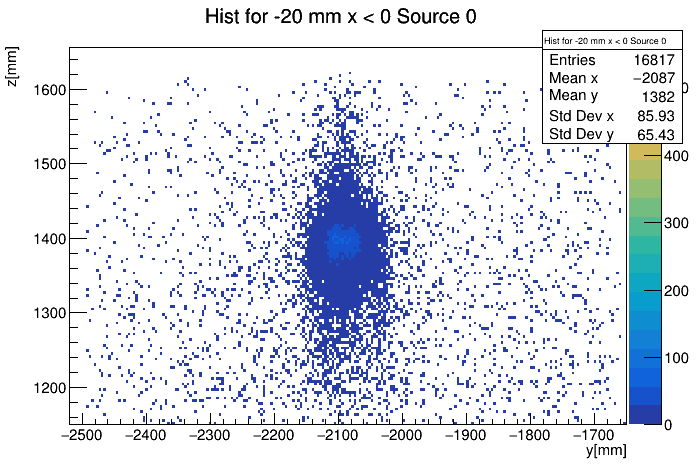 Hist for -20 mm x < 0 Source 0
z[mm]
Hist for -20 mm x < 0 Source 0
Entries 16817
Mean x −2087
Mean y 1382
Std Dev x 85.93
Std Dev y 65.43
1600
1500
1400
1300
1200
400
300
200
100
0
−2500 −2400 −2300 −2200 −2100 −2000 −1900 −1800 −1700
y[mm]